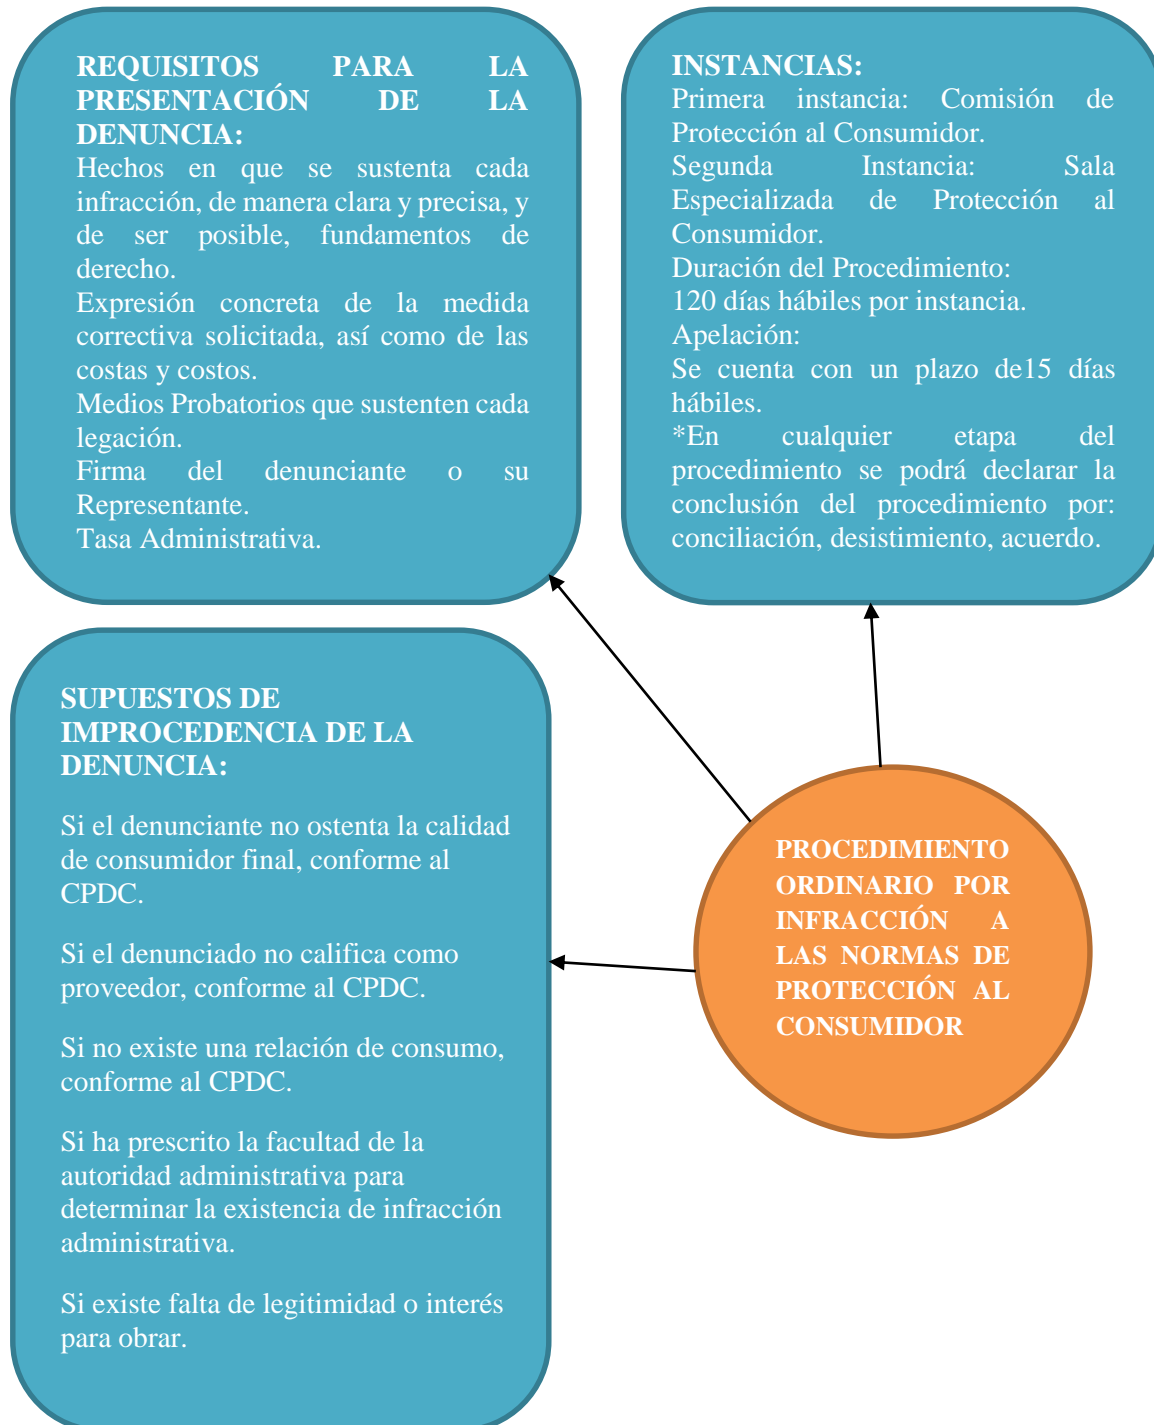 REQUISITOS PARA LA
PRESENTACIÓN DE LA
DENUNCIA:
Hechos en que se sustenta cada
infracción, de manera clara y precisa, y
de ser posible, fundamentos de
derecho.
Expresión concreta de la medida
correctiva solicitada, así como de las
costas y costos.
Medios Probatorios que sustenten cada
legación.
Firma del denunciante o su
Representante.
Tasa Administrativa.
INSTANCIAS:
Primera instancia: Comisión de
Protección al Consumidor.
Segunda Instancia: Sala
Especializada de Protección al
Consumidor.
Duración del Procedimiento:
120 días hábiles por instancia.
Apelación:
Se cuenta con un plazo de15 días
hábiles.
*En cualquier etapa del
procedimiento se podrá declarar la
conclusión del procedimiento por:
conciliación, desistimiento, acuerdo.
SUPUESTOS DE
IMPROCEDENCIA DE LA
DENUNCIA:
Si el denunciante no ostenta la calidad
de consumidor final, conforme al
CPDC.
Si el denunciado no califica como
proveedor, conforme al CPDC.
Si no existe una relación de consumo,
conforme al CPDC.
Si ha prescrito la facultad de la
autoridad administrativa para
determinar la existencia de infracción
administrativa.
Si existe falta de legitimidad o interés
para obrar.
PROCEDIMIENTO
ORDINARIO POR
INFRACCIÓN A
LAS NORMAS DE
PROTECCIÓN AL
CONSUMIDOR